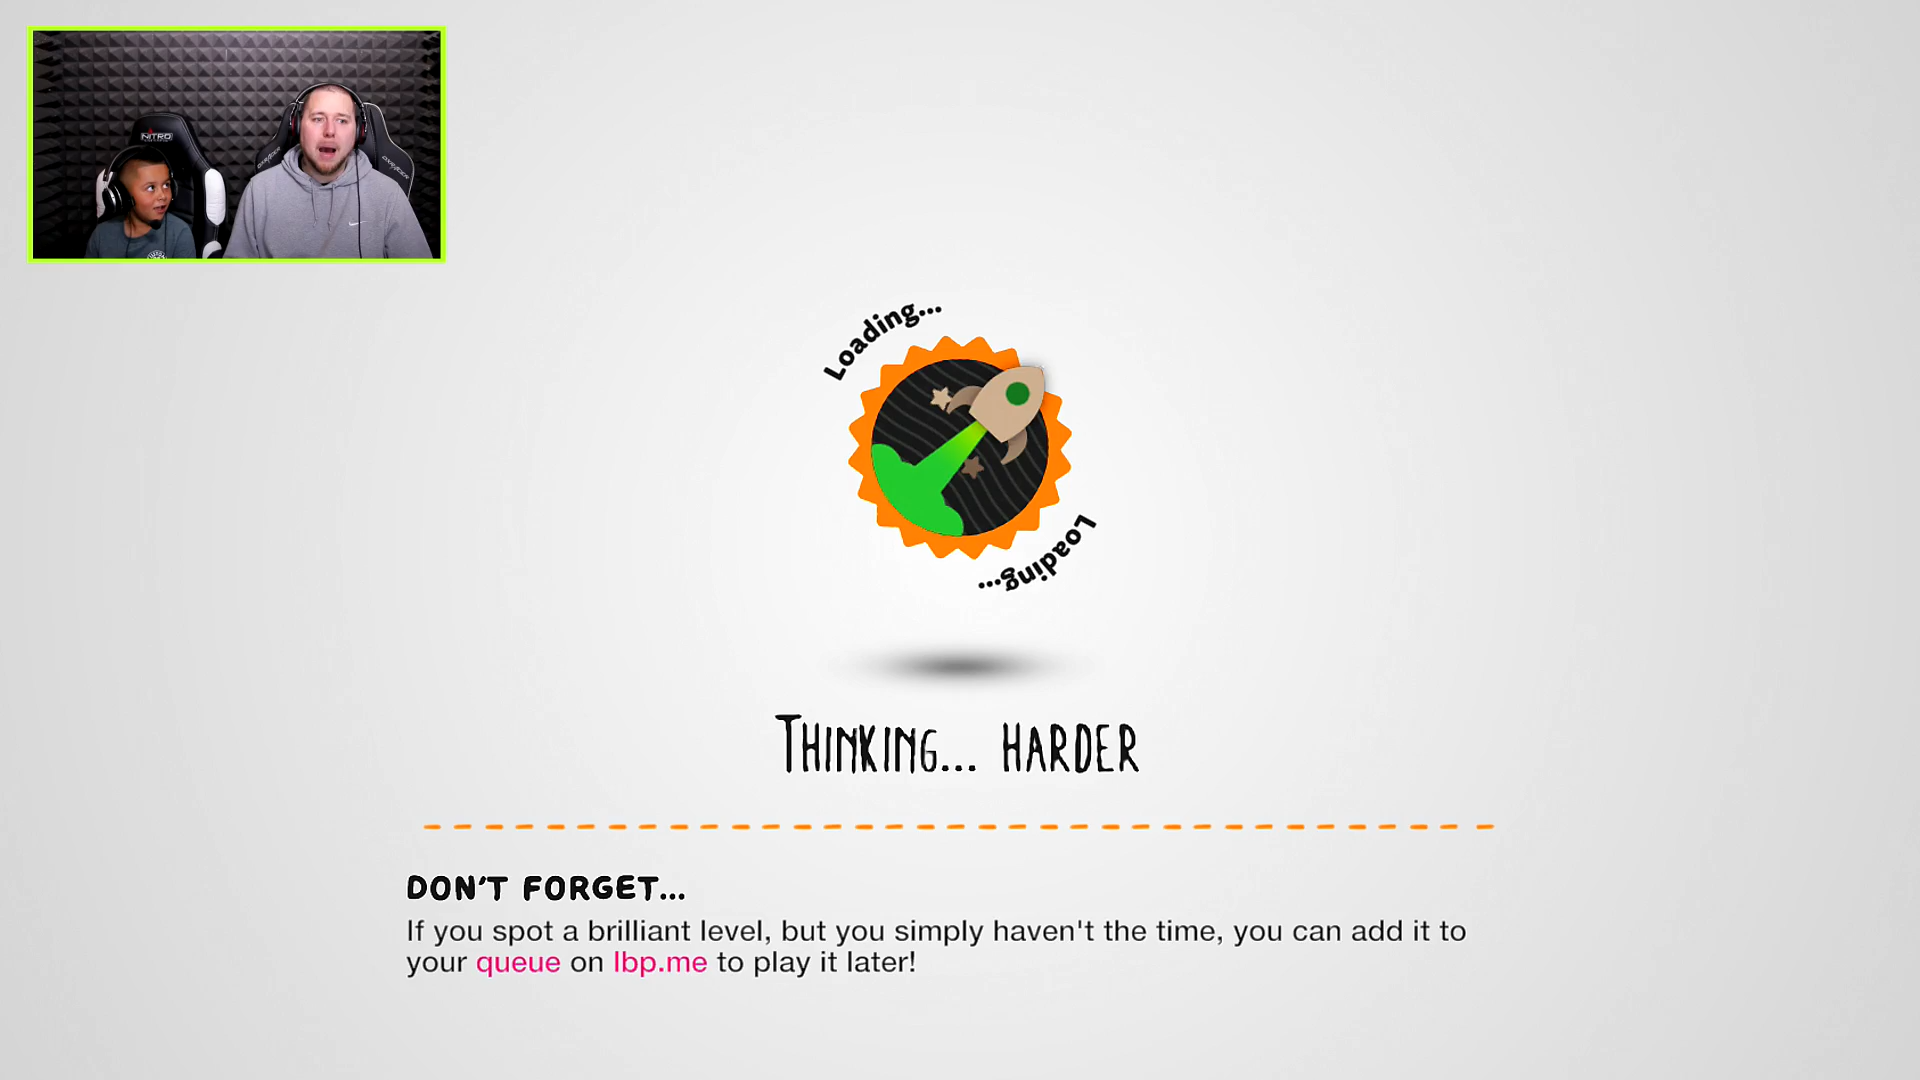 NITRO
Loading...
Loading...
THINKING... HARDER
DON'T FORGET...
If you spot a brilliant level, but you simply haven't the time, you can add it to
your queue on lbp.me to play it later!